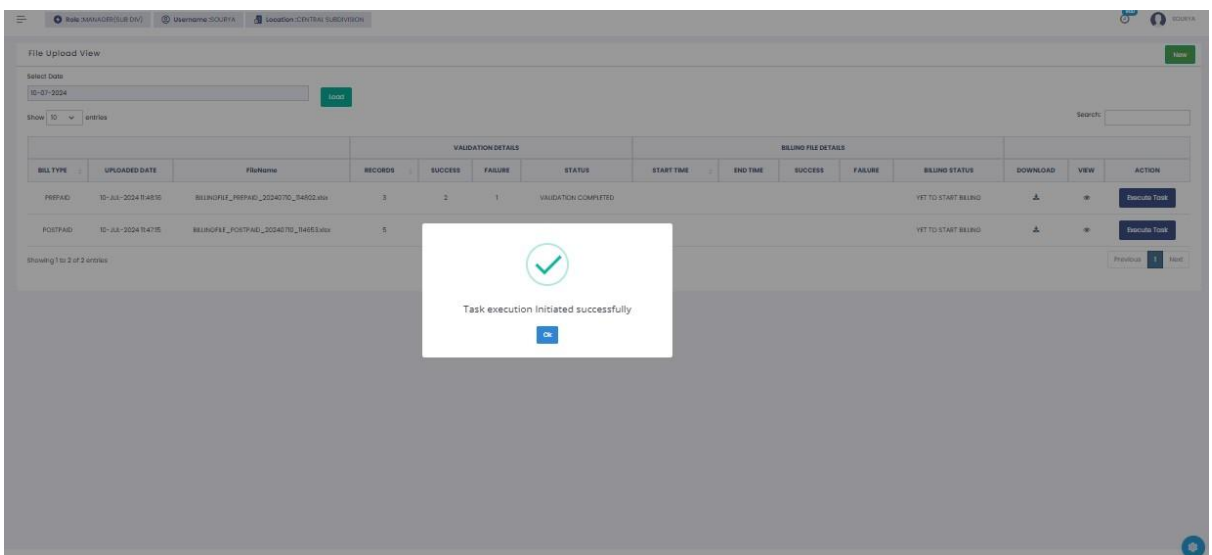 Role :MANAGER(SUB DIV) Username :SOURYA Location :CENTRAL SUBDIVISION SOURYA
File Upload View New
Select Date
10-07-2024 Load
Show 10 entries Search:
VALIDATION DETAILS BILLING FILE DETAILS
BILL TYPE UPLOADED DATE FileName RECORDS SUCCESS FAILURE STATUS START TIME END TIME SUCCESS FAILURE BILLING STATUS DOWNLOAD VIEW ACTION
PREPAID 10-JUL-2024 11:48:16 BILLINGFILE_PREPAID_20240710_114802.xlsx 3 2 1 VALIDATION COMPLETED YET TO START BILLING Execute Task
POSTPAID 10-JUL-2024 11:47:15 BILLINGFILE_POSTPAID_20240710_114653.xlsx 5 YET TO START BILLING Execute Task
Showing 1 to 2 of 2 entries Previous 1 Next
Task execution Initiated successfully
Ok